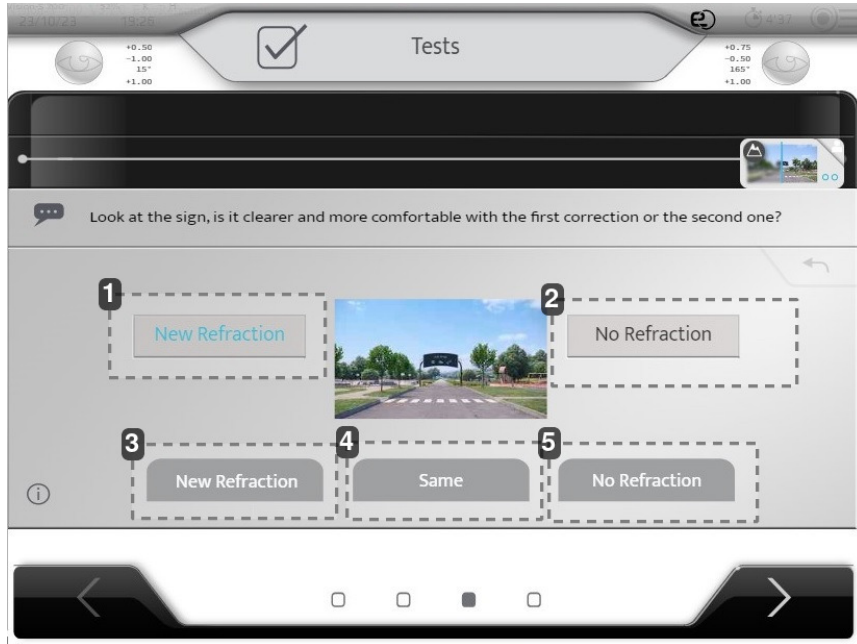 23/10/23
19:26
Tests
4'37
+0.50
-1.00
15°
+1.00
+0.75
-0.50
165°
+1.00
Look at the sign, is it clearer and more comfortable with the first correction or the second one?
1
2
New Refraction
No Refraction
3
4
5
New Refraction
Same
No Refraction